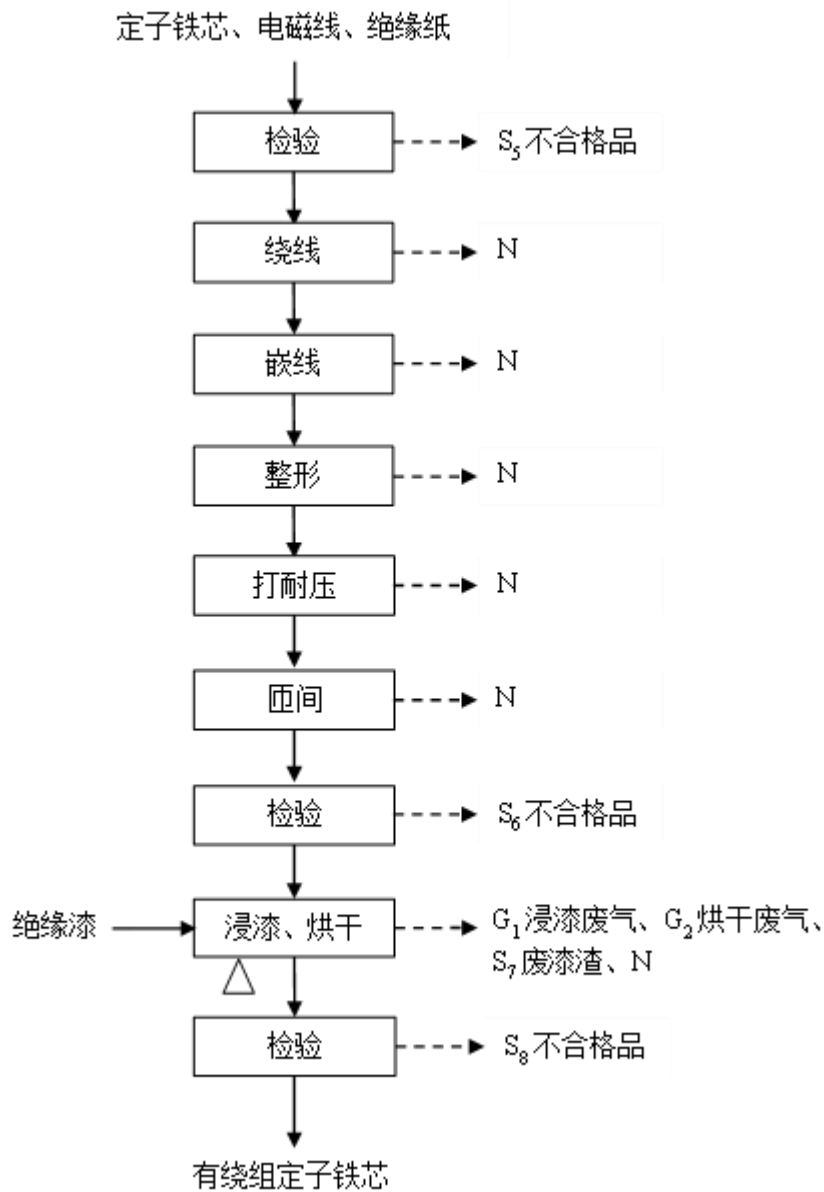 定子铁芯、电磁线、绝缘纸
检验
S₅不合格品
绕线
N
嵌线
N
整形
N
打耐压
N
匝间
N
检验
S₆不合格品
绝缘漆
浸漆、烘干
G₁浸漆废气、G₂烘干废气、
S₇废漆渣、N
检验
S₈不合格品
有绕组定子铁芯